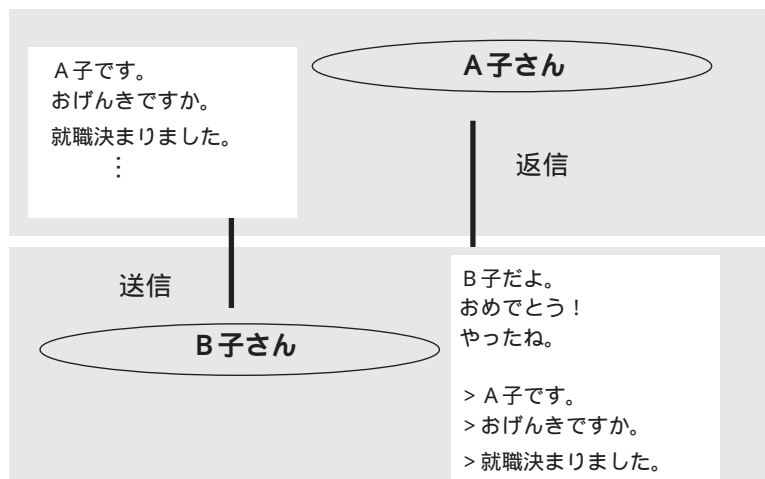 A子です。
おげんきですか。
就職決まりました。
⋮
A子さん
返信
送信
B子さん
B子だよ。
おめでとう！
やったね。
> A子です。
> おげんきですか。
> 就職決まりました。